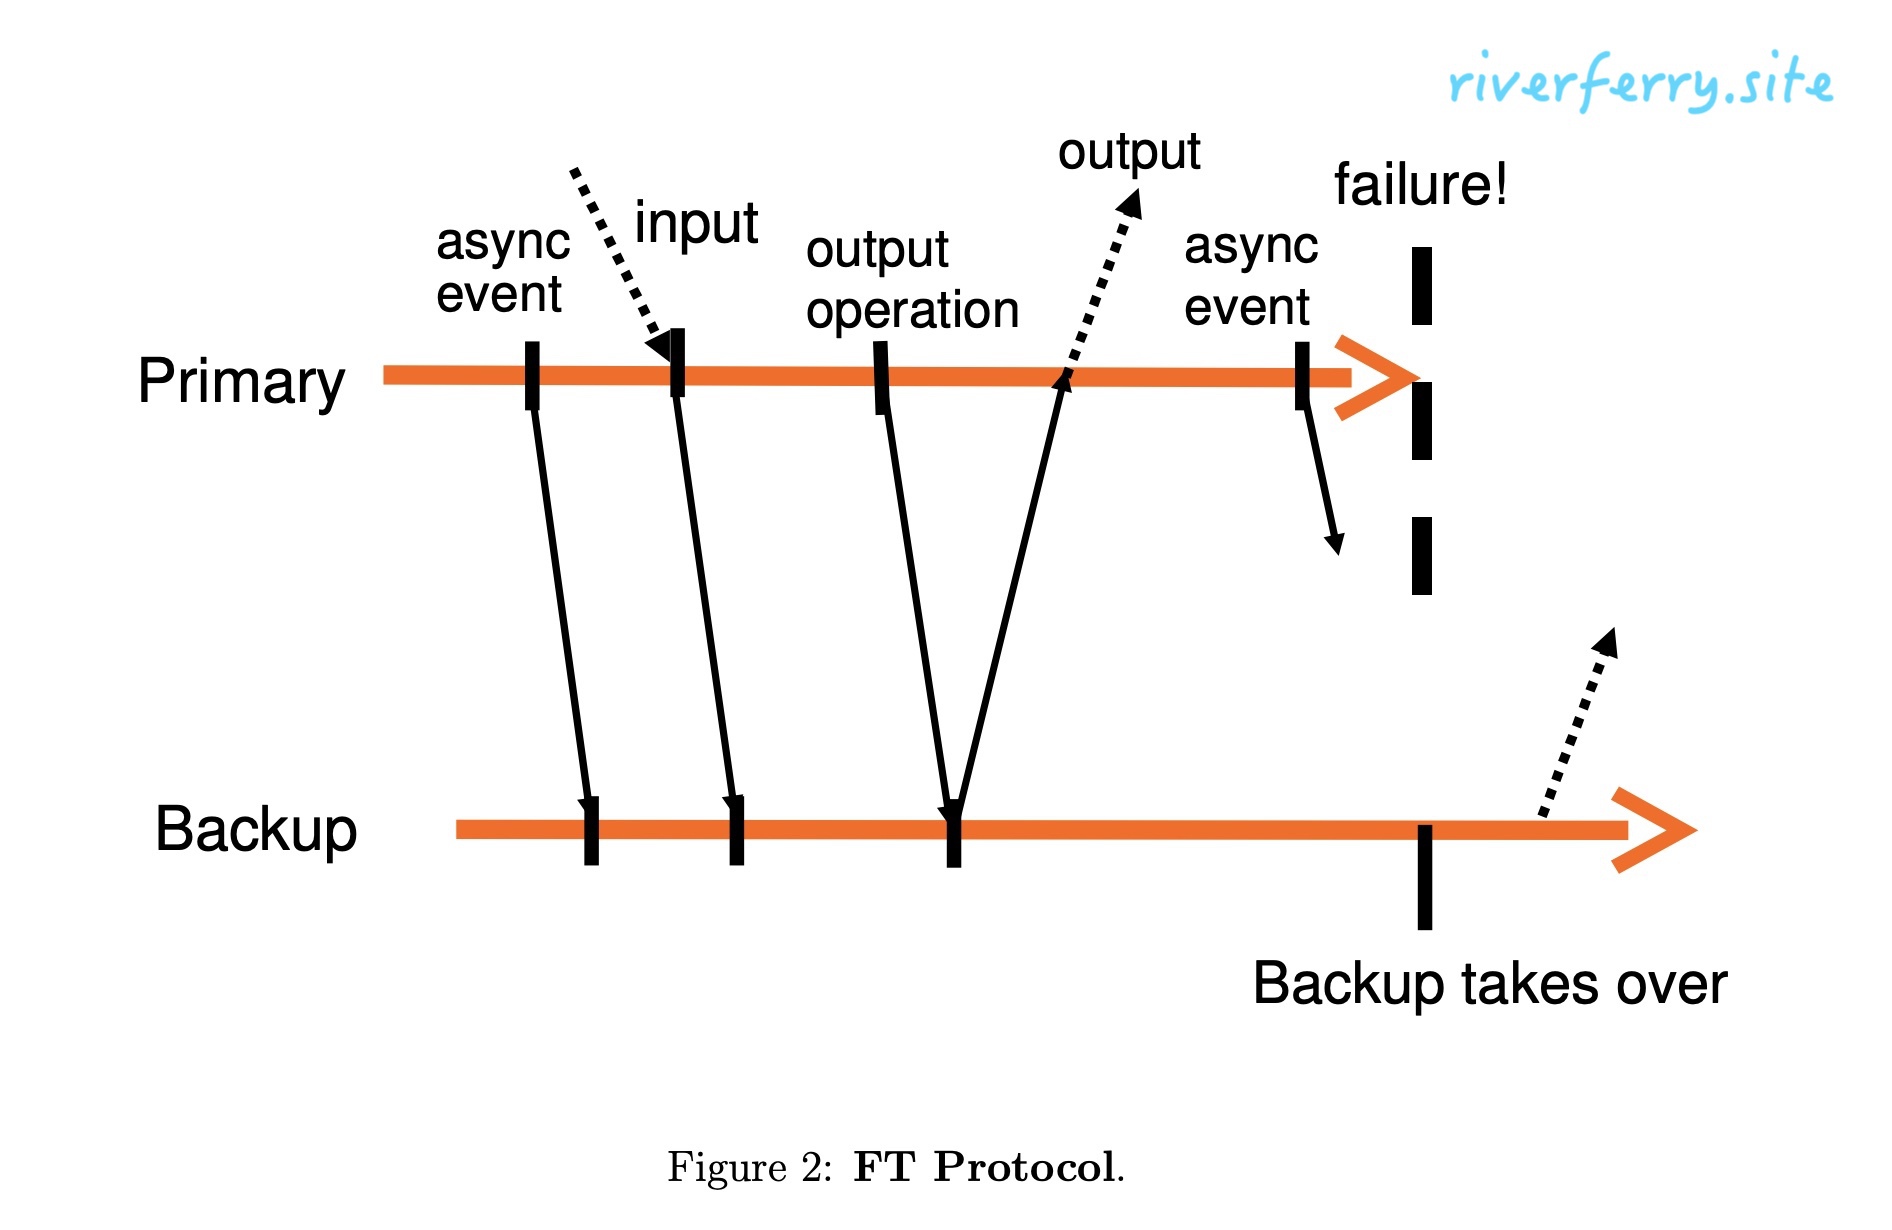 riverferry.site
output
failure!
input
async
event
output
operation
async
event
Primary
Backup
Backup takes over
Figure 2: FT Protocol.